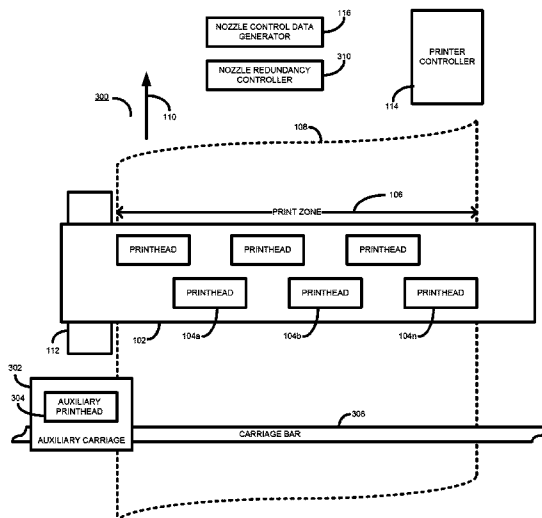 NOZZLE CONTROL DATA
GENERATOR
116
NOZZLE REDUNDANCY
CONTROLLER
310
PRINTER
CONTROLLER
114
300
110
108
106
PRINT ZONE
PRINTHEAD
PRINTHEAD
PRINTHEAD
PRINTHEAD
PRINTHEAD
PRINTHEAD
112
102
104a
104b
104n
302
304
AUXILIARY
PRINTHEAD
AUXILIARY CARRIAGE
306
CARRIAGE BAR